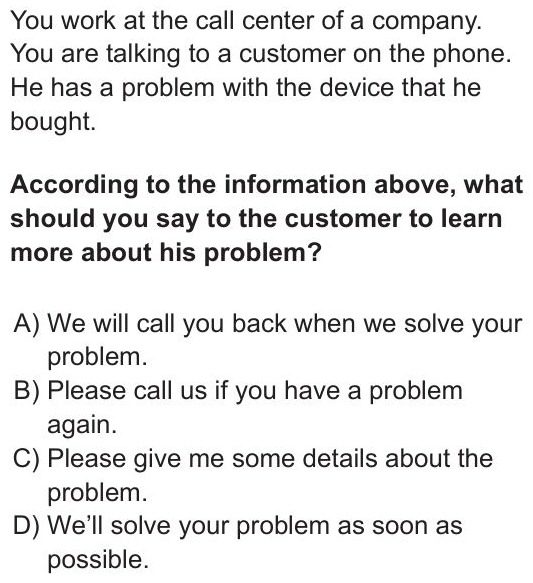 You work at the call center of a company.
You are talking to a customer on the phone.
He has a problem with the device that he
bought.
According to the information above, what
should you say to the customer to learn
more about his problem?
A) We will call you back when we solve your
problem.
B) Please call us if you have a problem
again.
C) Please give me some details about the
problem.
D) We’ll solve your problem as soon as
possible.